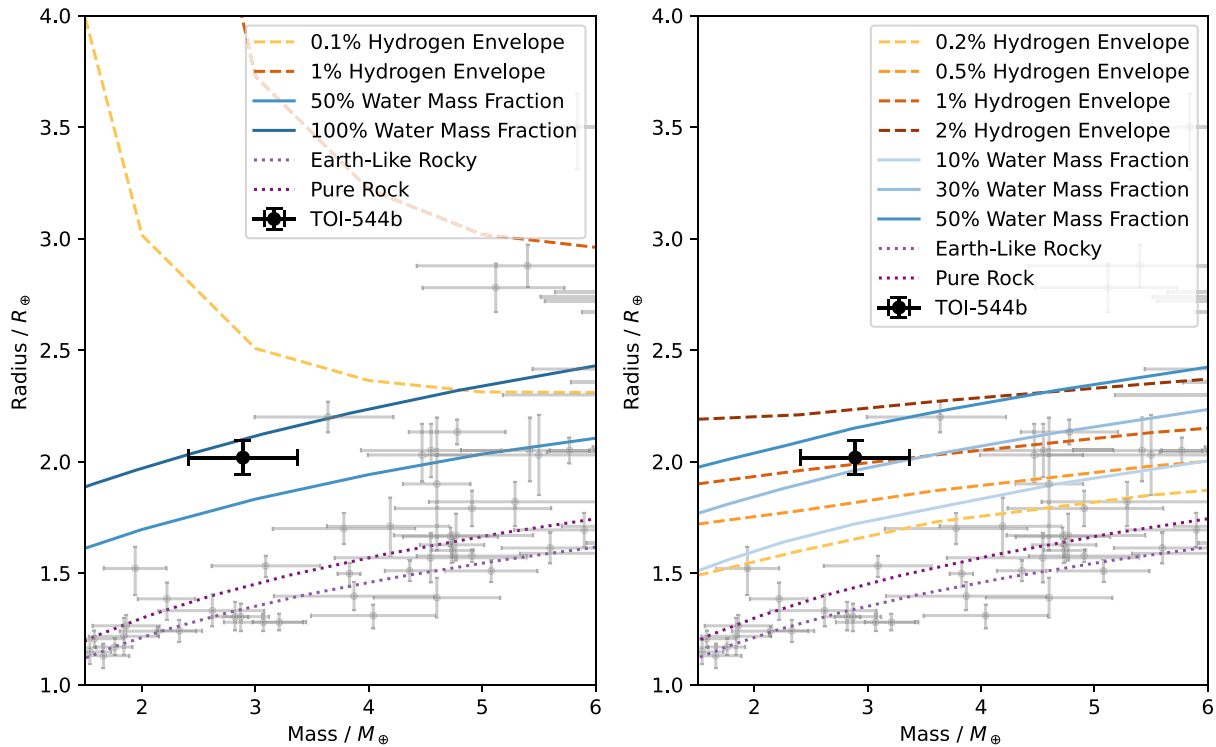 4.0
3.5
3.0
2.5
2.0
1.5
1.0
Radius / R⊕
2
3
4
5
6
Mass / M⊕
0.1% Hydrogen Envelope
1% Hydrogen Envelope
50% Water Mass Fraction
100% Water Mass Fraction
Earth-Like Rocky
Pure Rock
TOI-544b
4.0
3.5
3.0
2.5
2.0
1.5
1.0
Radius / R⊕
2
3
4
5
6
Mass / M⊕
0.2% Hydrogen Envelope
0.5% Hydrogen Envelope
1% Hydrogen Envelope
2% Hydrogen Envelope
10% Water Mass Fraction
30% Water Mass Fraction
50% Water Mass Fraction
Earth-Like Rocky
Pure Rock
TOI-544b